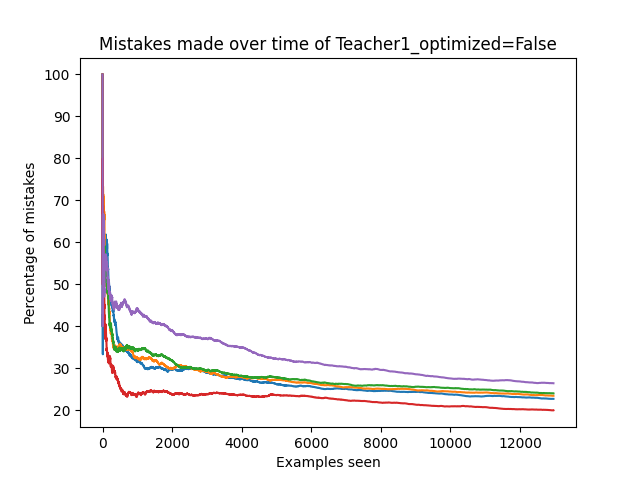 Mistakes made over time of Teacher1_optimized=False
100
90
80
70
60
50
40
30
20
Percentage of mistakes
0 2000 4000 6000 8000 10000 12000
Examples seen